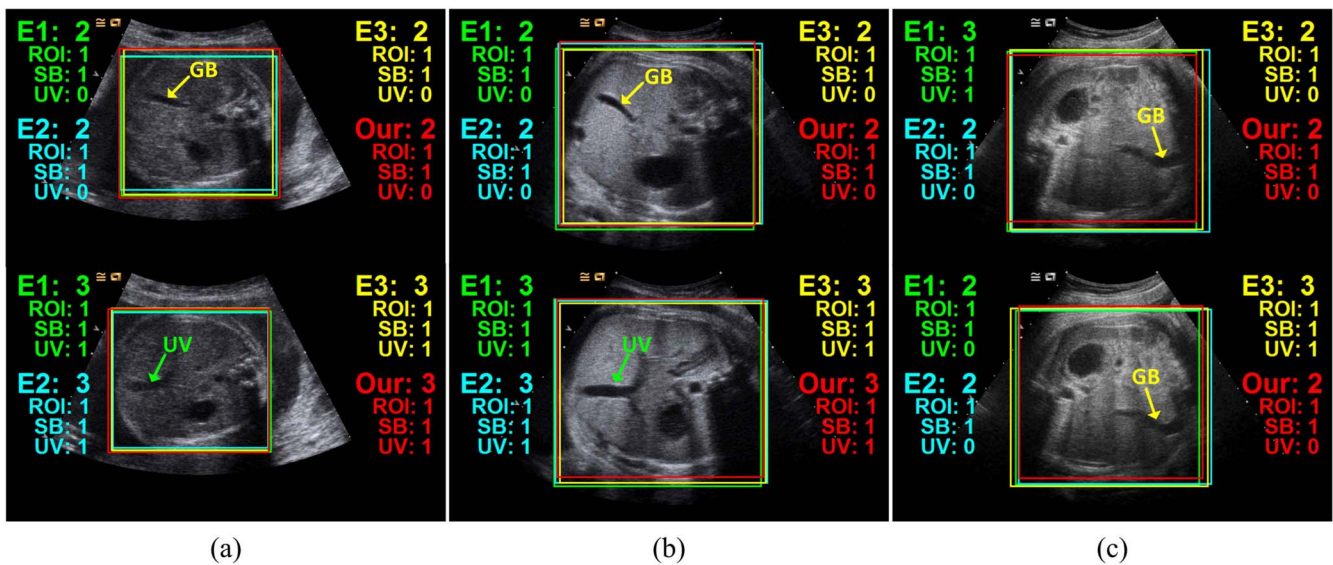 E1: 2
ROI: 1
SB: 1
UV: 0
E2: 2
ROI: 1
SB: 1
UV: 0
GB
E3: 2
ROI: 1
SB: 1
UV: 0
Our: 2
ROI: 1
SB: 1
UV: 0
E1: 2
ROI: 1
SB: 1
UV: 0
E2: 2
ROI: 1
SB: 1
UV: 0
GB
E3: 2
ROI: 1
SB: 1
UV: 0
Our: 2
ROI: 1
SB: 1
UV: 0
E1: 3
ROI: 1
SB: 1
UV: 1
E2: 2
ROI: 1
SB: 1
UV: 0
GB
E3: 2
ROI: 1
SB: 1
UV: 0
Our: 2
ROI: 1
SB: 1
UV: 0
E1: 3
ROI: 1
SB: 1
UV: 1
E2: 3
ROI: 1
SB: 1
UV: 1
UV
E3: 3
ROI: 1
SB: 1
UV: 1
Our: 3
ROI: 1
SB: 1
UV: 1
E1: 3
ROI: 1
SB: 1
UV: 1
E2: 3
ROI: 1
SB: 1
UV: 1
UV
E3: 3
ROI: 1
SB: 1
UV: 1
Our: 3
ROI: 1
SB: 1
UV: 1
E1: 2
ROI: 1
SB: 1
UV: 0
E2: 2
ROI: 1
SB: 1
UV: 0
GB
E3: 3
ROI: 1
SB: 1
UV: 1
Our: 2
ROI: 1
SB: 1
UV: 0
(a)
(b)
(c)